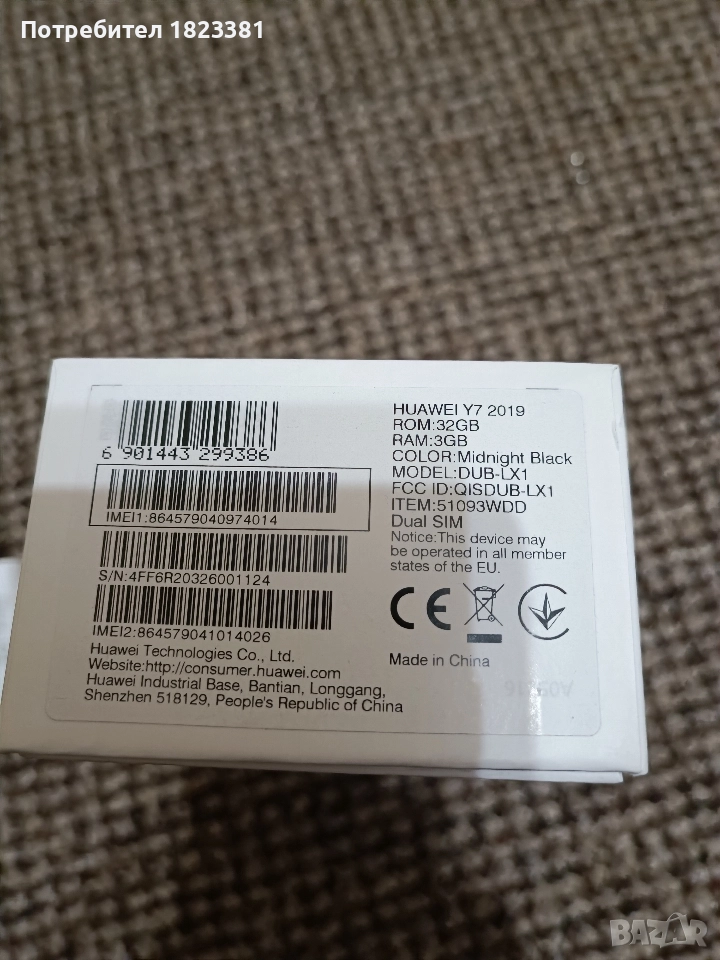 Потребител 1823381
6 901443 299386
IMEI1:864579040974014
S/N:4FF6R20326001124
IMEI2:864579041014026
Huawei Technologies Co., Ltd.
Website:http://consumer.huawei.com
Huawei Industrial Base, Bantian, Longgang,
Shenzhen 518129, People's Republic of China
HUAWEI Y7 2019
ROM:32GB
RAM:3GB
COLOR:Midnight Black
MODEL:DUB-LX1
FCC ID:QISDUB-LX1
ITEM:51093WDD
Dual SIM
Notice:This device may
be operated in all member
states of the EU.
CE
Made in China
BAZAR